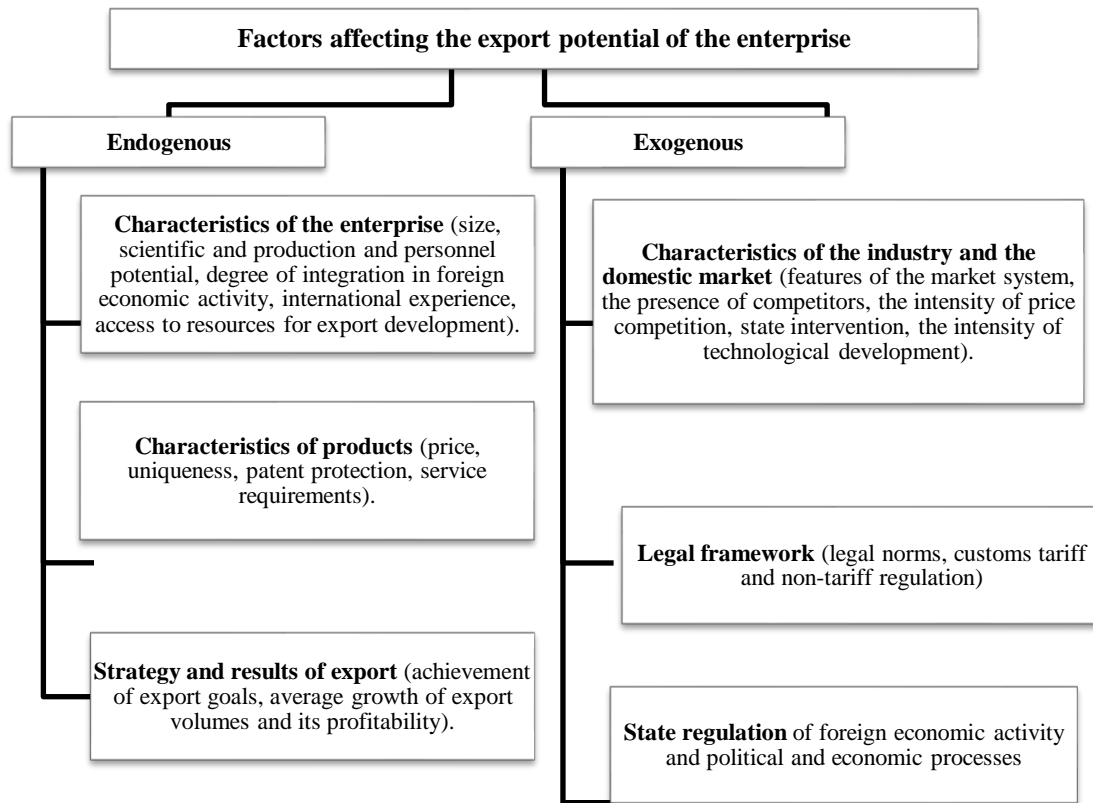 Factors affecting the export potential of the enterprise
Endogenous
Characteristics of the enterprise (size,
scientific and production and personnel
potential, degree of integration in foreign
economic activity, international experience,
access to resources for export development).
Characteristics of products (price,
uniqueness, patent protection, service
requirements).
Strategy and results of export (achievement
of export goals, average growth of export
volumes and its profitability).
Exogenous
Characteristics of the industry and the
domestic market (features of the market system,
the presence of competitors, the intensity of price
competition, state intervention, the intensity of
technological development).
Legal framework (legal norms, customs tariff
and non-tariff regulation)
State regulation of foreign economic activity
and political and economic processes